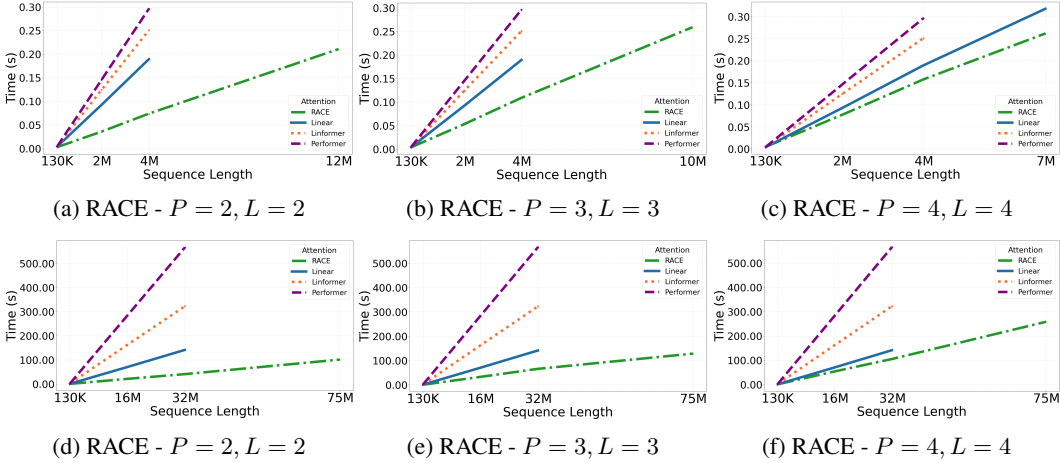 0.30
0.25
0.20
0.15
0.10
0.05
0.00
Time (s)
130K 2M 4M 12M
Sequence Length
Attention
RACE
Linear
Linformer
Performer
(a) RACE - P = 2, L = 2
0.30
0.25
0.20
0.15
0.10
0.05
0.00
Time (s)
130K 2M 4M 10M
Sequence Length
Attention
RACE
Linear
Linformer
Performer
(b) RACE - P = 3, L = 3
0.30
0.25
0.20
0.15
0.10
0.05
0.00
Time (s)
130K 2M 4M 7M
Sequence Length
Attention
RACE
Linear
Linformer
Performer
(c) RACE - P = 4, L = 4
500.00
400.00
300.00
200.00
100.00
0.00
Time (s)
130K 16M 32M 75M
Sequence Length
Attention
RACE
Linear
Linformer
Performer
(d) RACE - P = 2, L = 2
500.00
400.00
300.00
200.00
100.00
0.00
Time (s)
130K 16M 32M 75M
Sequence Length
Attention
RACE
Linear
Linformer
Performer
(e) RACE - P = 3, L = 3
500.00
400.00
300.00
200.00
100.00
0.00
Time (s)
130K 16M 32M 75M
Sequence Length
Attention
RACE
Linear
Linformer
Performer
(f) RACE - P = 4, L = 4